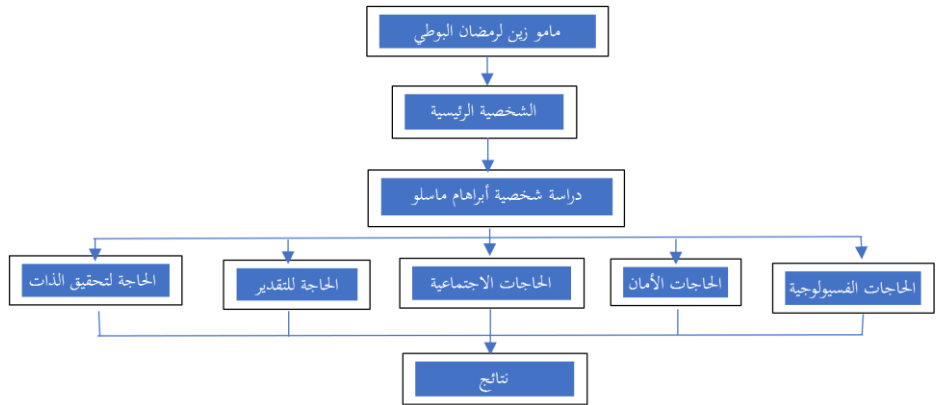 مامو زين لرمضان البوطي
الشخصية الرئيسية
دراسة شخصية أبراهام ماسلو
الحاجات الفسيولوجية
الحاجات الأمان
الحاجات الاجتماعية
الحاجة للتقدير
الحاجة لتحقيق الذات
نتائج